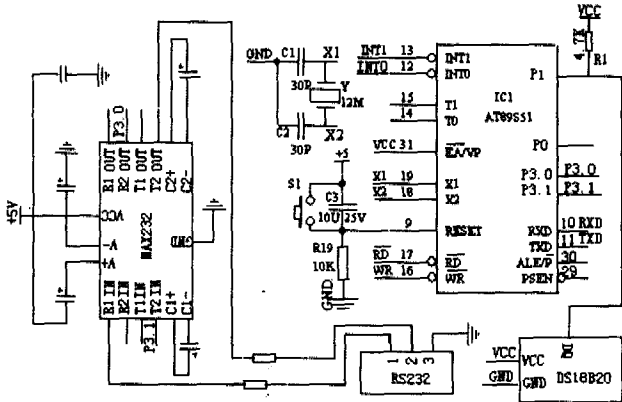 VCC
4.7K
R1
GND
C1
30P
X1
Y
12M
C2
30P
X2
INT1 13 INT1
INT0 12 INT0
15 T1
14 T0
VCC 31 EA/VP
X1 19 X1
X2 18 X2
9 RESET
RD 17 RD
WR 16 WR
IC1
AT89S51
P1
P0
P3.0 P3.0
P3.1 P3.1
RXD 10 RXD
TXD 11 TXD
ALE/P 30
PSEN 29
+5
S1
C3
10U 25V
R19
10K
GND
P3.0
R1 OUT
R2 OUT
T1 OUT
T2 OUT
C2+
C2-
+5V
VCC
V-
V+
MAX232
GND
R1 IN
R2 IN
T1 IN
T2 IN
C1+
C1-
P3.1
1 2 3
RS232
VCC VCC
GND GND
DQ
DS18B20